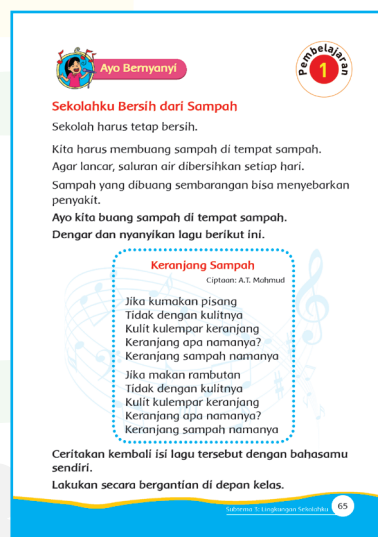 Ayo Bernyanyi
Pembelajaran
1
Sekolahku Bersih dari Sampah
Sekolah harus tetap bersih.
Kita harus membuang sampah di tempat sampah.
Agar lancar, saluran air dibersihkan setiap hari.
Sampah yang dibuang sembarangan bisa menyebarkan
penyakit.
Ayo kita buang sampah di tempat sampah.
Dengar dan nyanyikan lagu berikut ini.
Keranjang Sampah
Ciptaan: A.T. Mahmud
Jika kumakan pisang
Tidak dengan kulitnya
Kulit kulempar keranjang
Keranjang apa namanya?
Keranjang sampah namanya
Jika makan rambutan
Tidak dengan kulitnya
Kulit kulempar keranjang
Keranjang apa namanya?
Keranjang sampah namanya
Ceritakan kembali isi lagu tersebut dengan bahasamu
sendiri.
Lakukan secara bergantian di depan kelas.
Subtema 3: Lingkungan Sekolahku
65